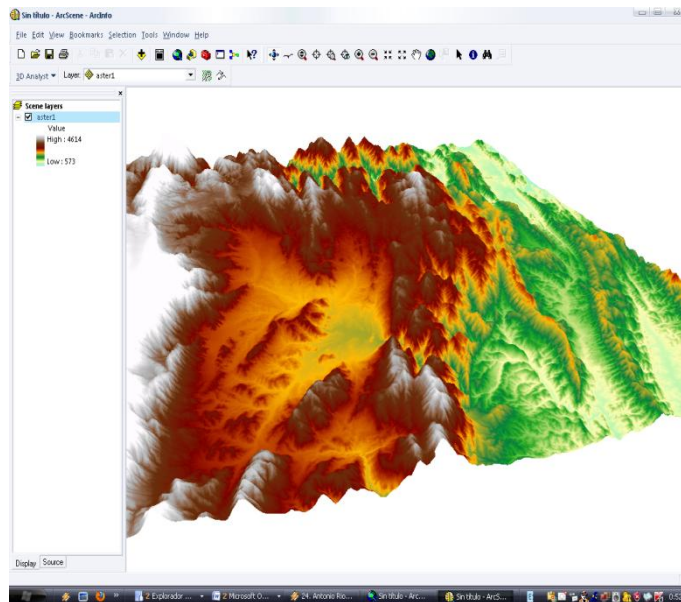 Sin título - ArcScene - ArcInfo
File Edit View Bookmarks Selection Tools Window Help
3D Analyst Layer: aster1
Scene layers
aster1
Value
High : 4614
Low : 573
Display Source
2 Explorador ... 2 Microsoft O... 24. Antonio Rio... Sin título - Arc... Sin título - ArcS...